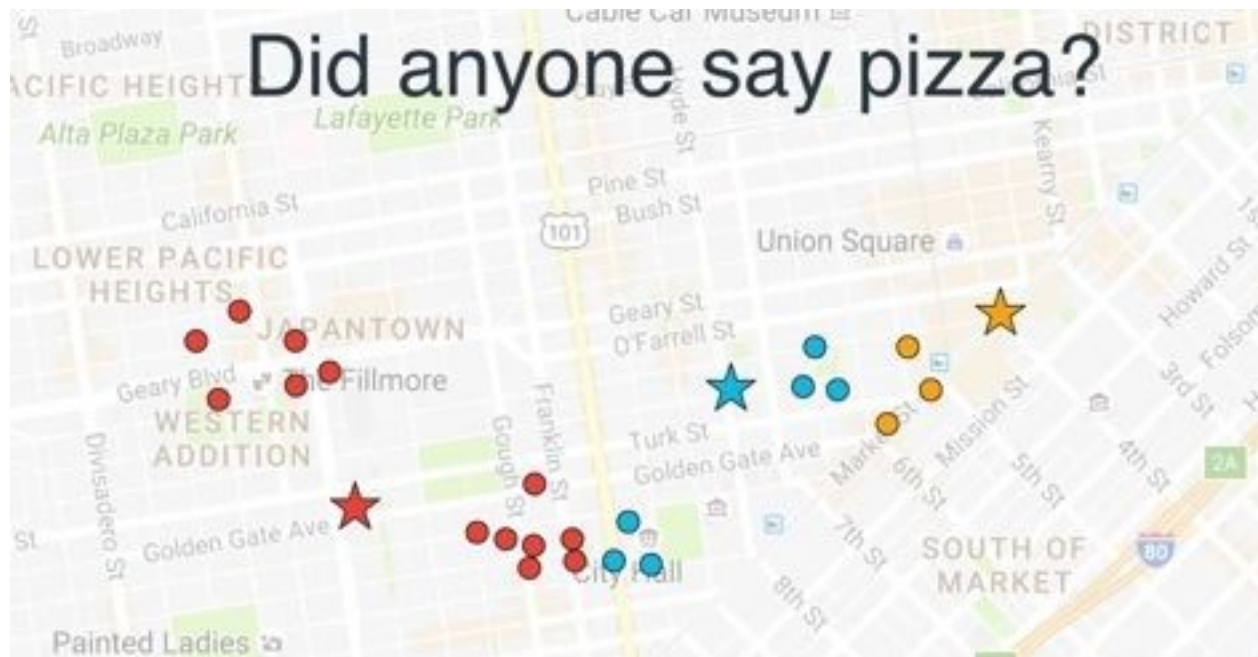 Cable Car Museum
Did anyone say pizza?
DISTRICT
Broadway
Alta Plaza Park
Lafayette Park
Hyde St
Kearny St
Pine St
Bush St
California St
101
Union Square
LOWER PACIFIC
HEIGHTS
Howard St
Geary St
O'Farrell St
JAPANTOWN
Geary Blvd
The Fillmore
3rd St
WESTERN
ADDITION
Divisadero St
Gough St
Franklin St
Turk St
Golden Gate Ave
Market St
Mission St
6th St
5th St
4th St
2A
7th St
Golden Gate Ave
St
City Hall
SOUTH OF
MARKET
80
8th St
Painted Ladies